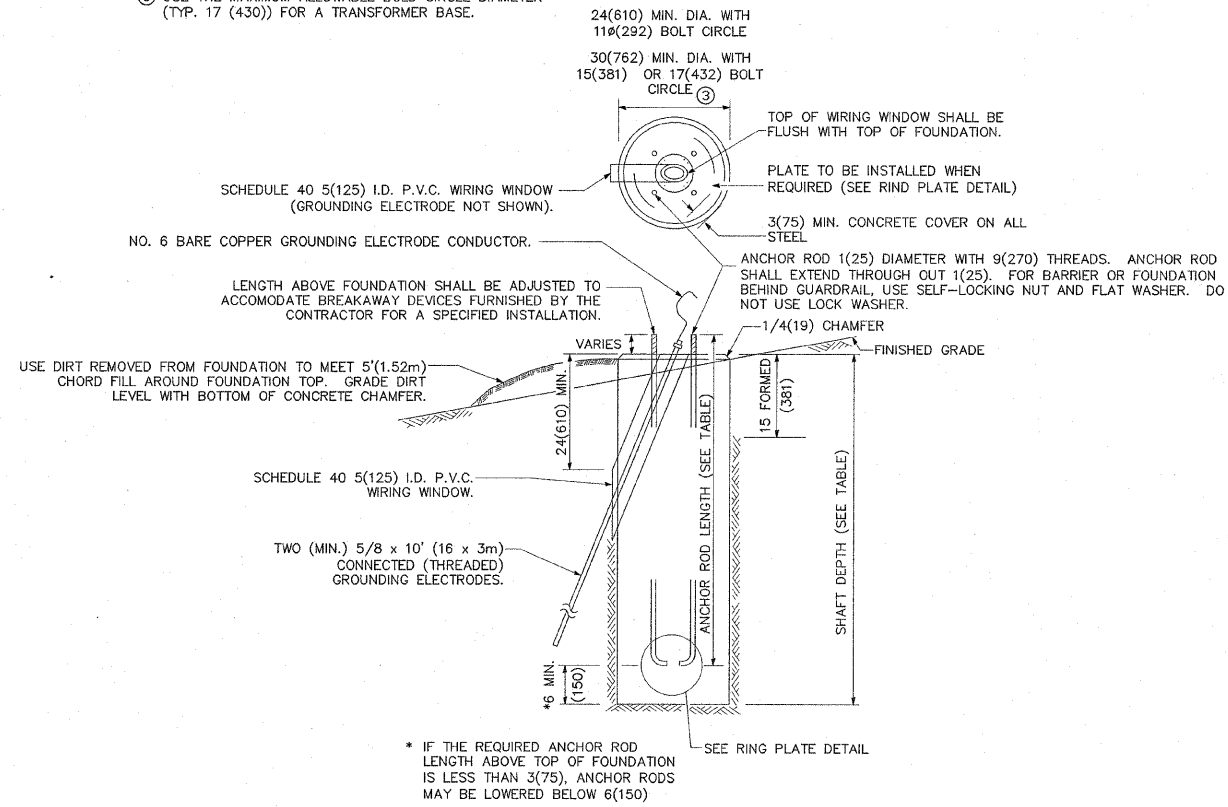 (TYP. 17 (430)) FOR A TRANSFORMER BASE.
24(610) MIN. DIA. WITH
11ø(292) BOLT CIRCLE
30(762) MIN. DIA. WITH
15(381) OR 17(432) BOLT
CIRCLE ③
TOP OF WIRING WINDOW SHALL BE
FLUSH WITH TOP OF FOUNDATION.
PLATE TO BE INSTALLED WHEN
REQUIRED (SEE RIND PLATE DETAIL)
SCHEDULE 40 5(125) I.D. P.V.C. WIRING WINDOW
(GROUNDING ELECTRODE NOT SHOWN).
3(75) MIN. CONCRETE COVER ON ALL
STEEL
NO. 6 BARE COPPER GROUNDING ELECTRODE CONDUCTOR.
ANCHOR ROD 1(25) DIAMETER WITH 9(270) THREADS. ANCHOR ROD
SHALL EXTEND THROUGH OUT 1(25). FOR BARRIER OR FOUNDATION
BEHIND GUARDRAIL, USE SELF-LOCKING NUT AND FLAT WASHER. DO
NOT USE LOCK WASHER.
LENGTH ABOVE FOUNDATION SHALL BE ADJUSTED TO
ACCOMODATE BREAKAWAY DEVICES FURNISHED BY THE
CONTRACTOR FOR A SPECIFIED INSTALLATION.
1/4(19) CHAMFER
VARIES
FINISHED GRADE
USE DIRT REMOVED FROM FOUNDATION TO MEET 5'(1.52m)
CHORD FILL AROUND FOUNDATION TOP. GRADE DIRT
LEVEL WITH BOTTOM OF CONCRETE CHAMFER.
24(610) MIN.
15 FORMED
(381)
ANCHOR ROD LENGTH (SEE TABLE)
SHAFT DEPTH (SEE TABLE)
SCHEDULE 40 5(125) I.D. P.V.C.
WIRING WINDOW.
TWO (MIN.) 5/8 x 10' (16 x 3m)
CONNECTED (THREADED)
GROUNDING ELECTRODES.
*6 MIN.
(150)
SEE RING PLATE DETAIL
* IF THE REQUIRED ANCHOR ROD
LENGTH ABOVE TOP OF FOUNDATION
IS LESS THAN 3(75), ANCHOR RODS
MAY BE LOWERED BELOW 6(150)